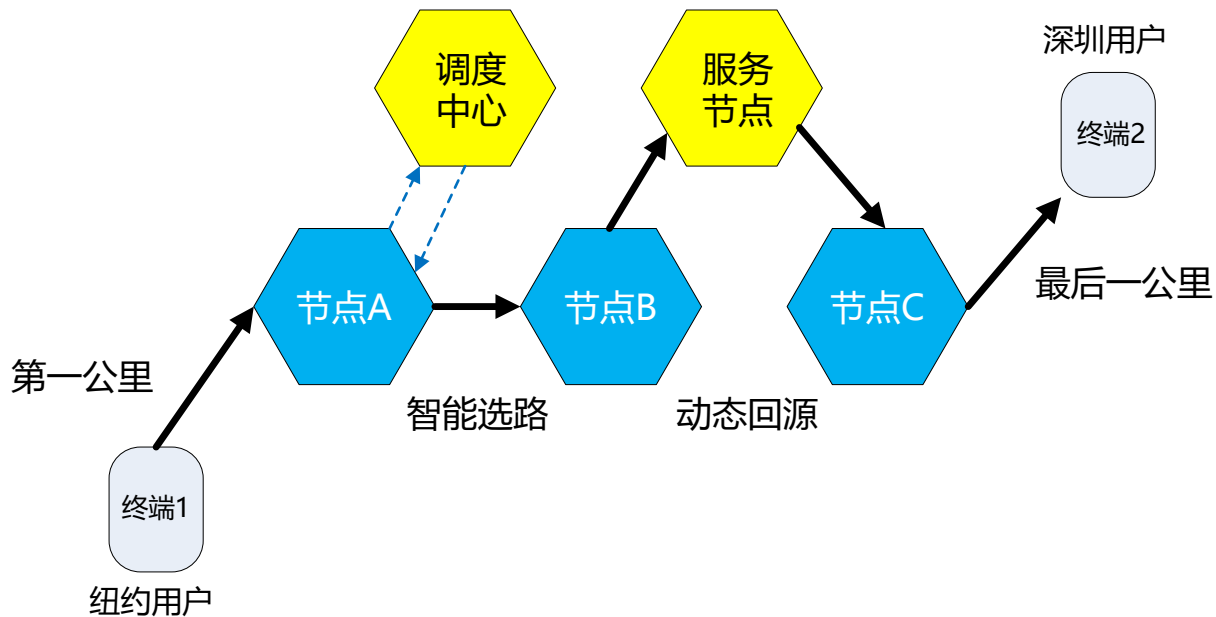 深圳用户
调度
中心
服务
节点
终端2
节点A
节点B
节点C
最后一公里
第一公里
智能选路
动态回源
终端1
纽约用户